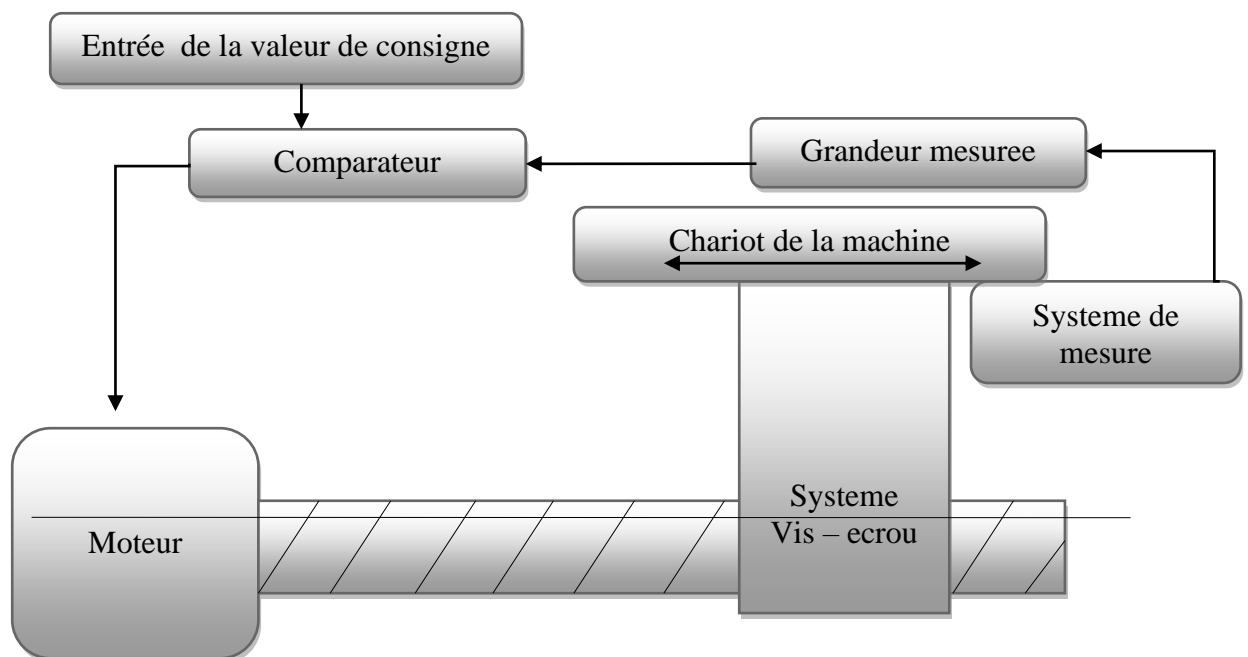 Entrée de la valeur de consigne
Comparateur
Grandeur mesuree
Chariot de la machine
Systeme de
mesure
Systeme
Vis – ecrou
Moteur